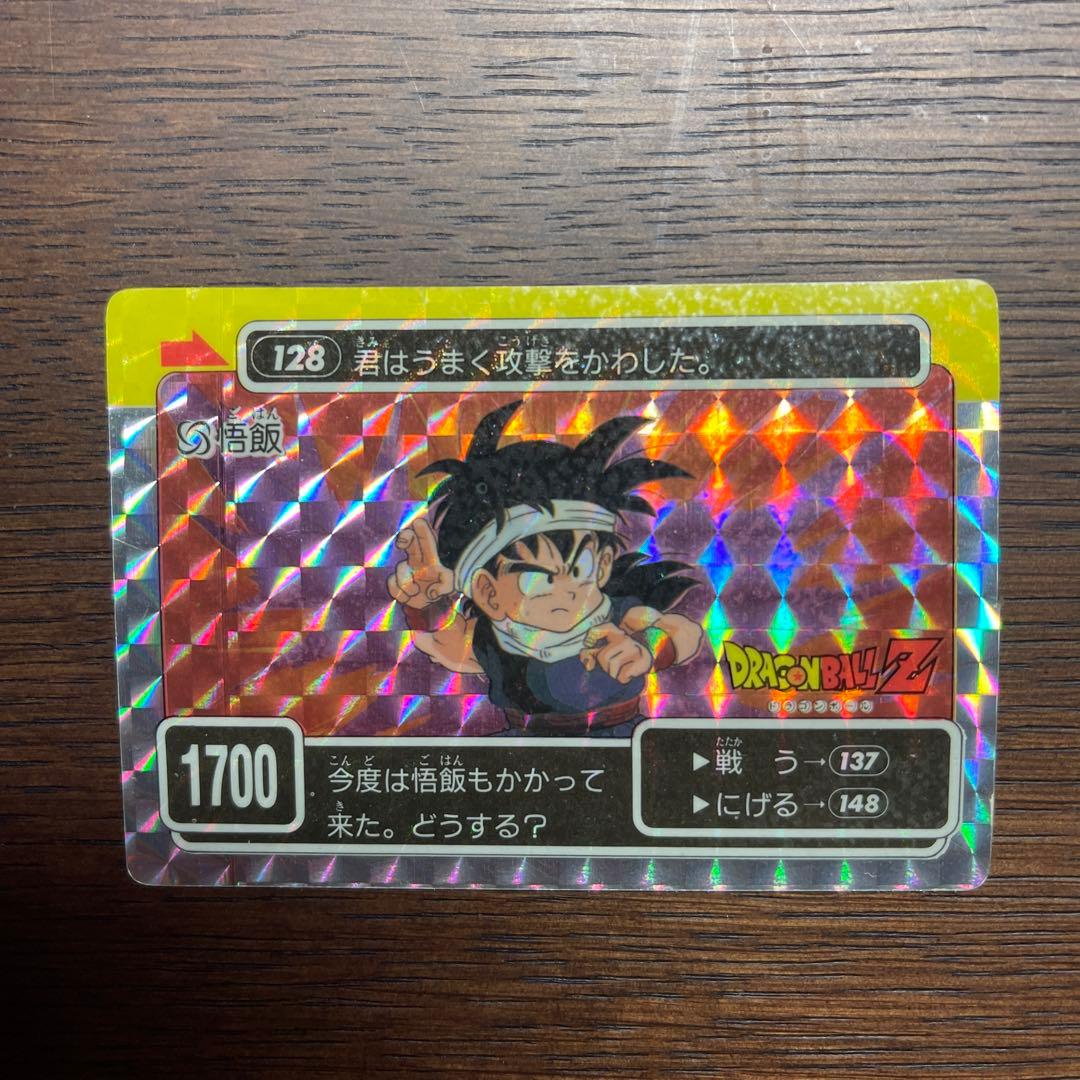 128 君はうまく攻撃をかわした。
悟飯
DRAGONBALL Z
ドラゴンボール
1700
今度は悟飯もかかって
来た。どうする?
▶戦う→137
▶にげる→148